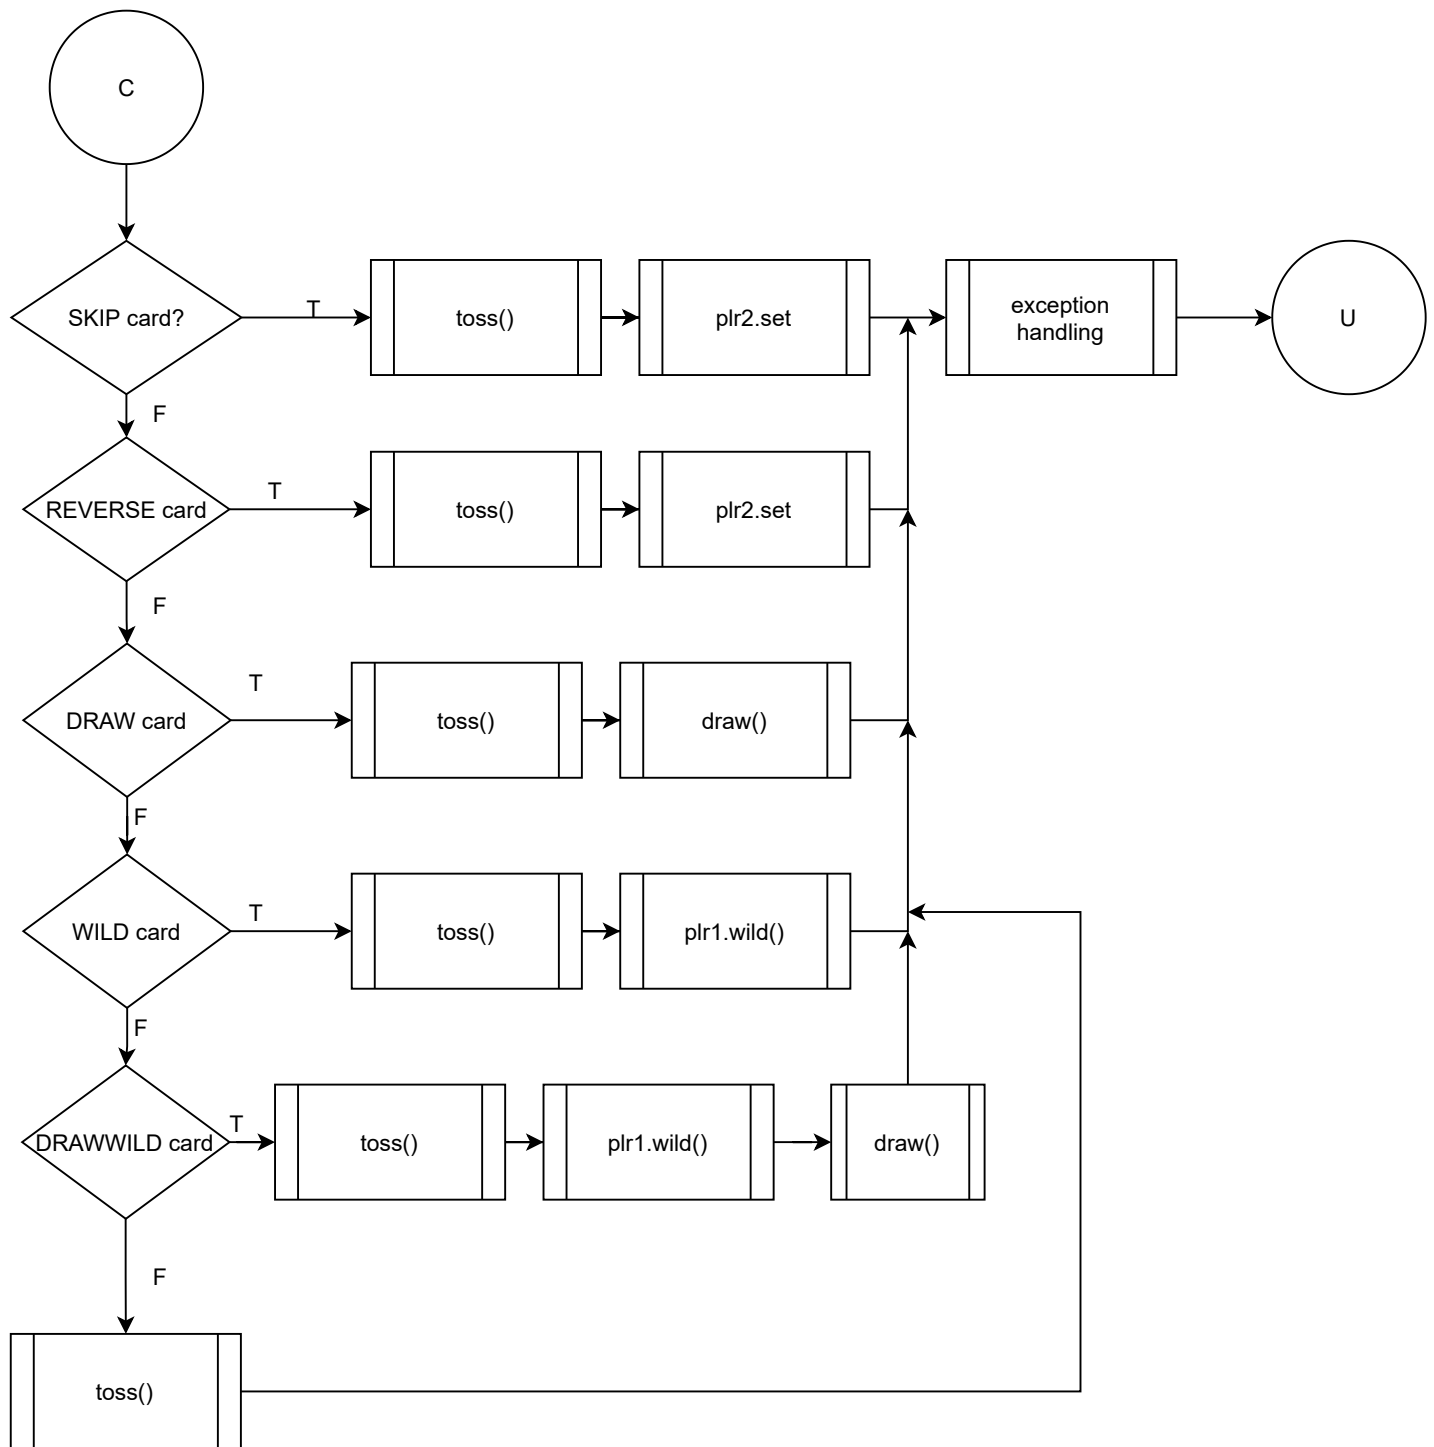 C
SKIP card?
T
toss()
plr2.set
exception
handling
U
F
REVERSE card
T
toss()
plr2.set
F
DRAW card
T
toss()
draw()
F
WILD card
T
toss()
plr1.wild()
F
DRAWWILD card
T
toss()
plr1.wild()
draw()
F
toss()